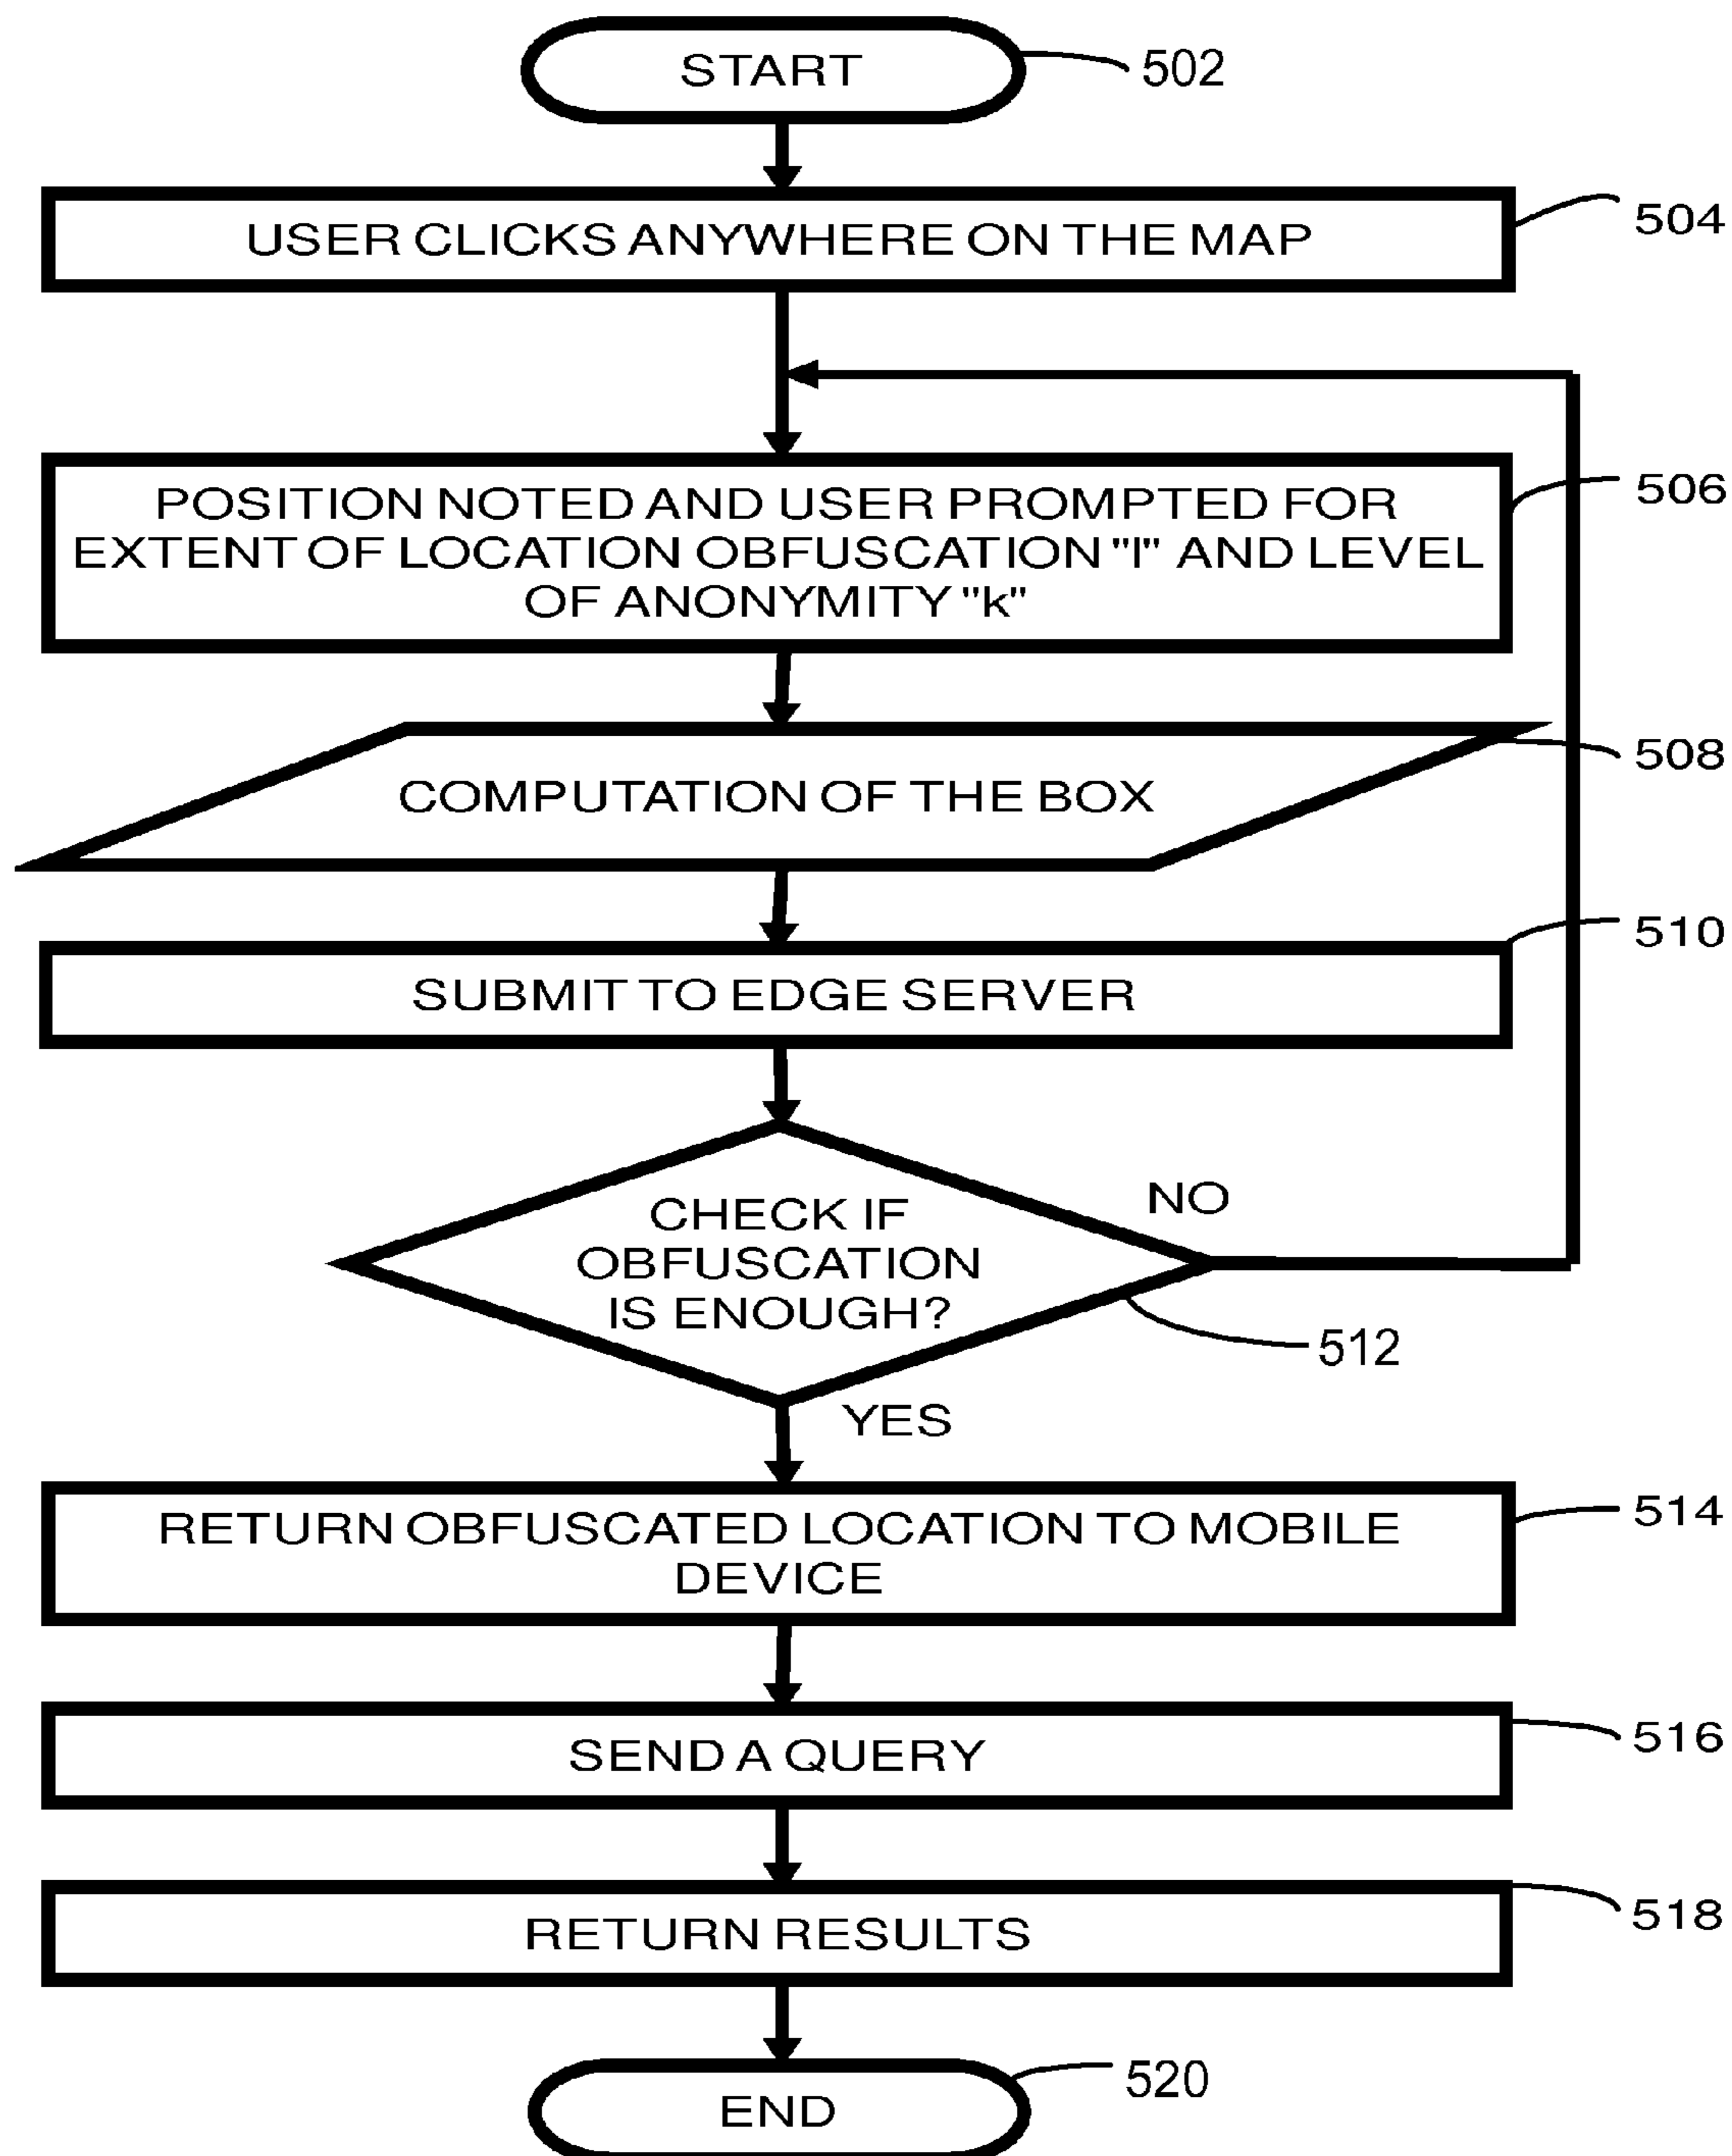 START
502
USER CLICKS ANYWHERE ON THE MAP
504
POSITION NOTED AND USER PROMPTED FOR
EXTENT OF LOCATION OBFUSCATION "l" AND LEVEL
OF ANONYMITY "k"
506
COMPUTATION OF THE BOX
508
SUBMIT TO EDGE SERVER
510
CHECK IF
OBFUSCATION
IS ENOUGH?
NO
512
YES
RETURN OBFUSCATED LOCATION TO MOBILE
DEVICE
514
SEND A QUERY
516
RETURN RESULTS
518
END
520